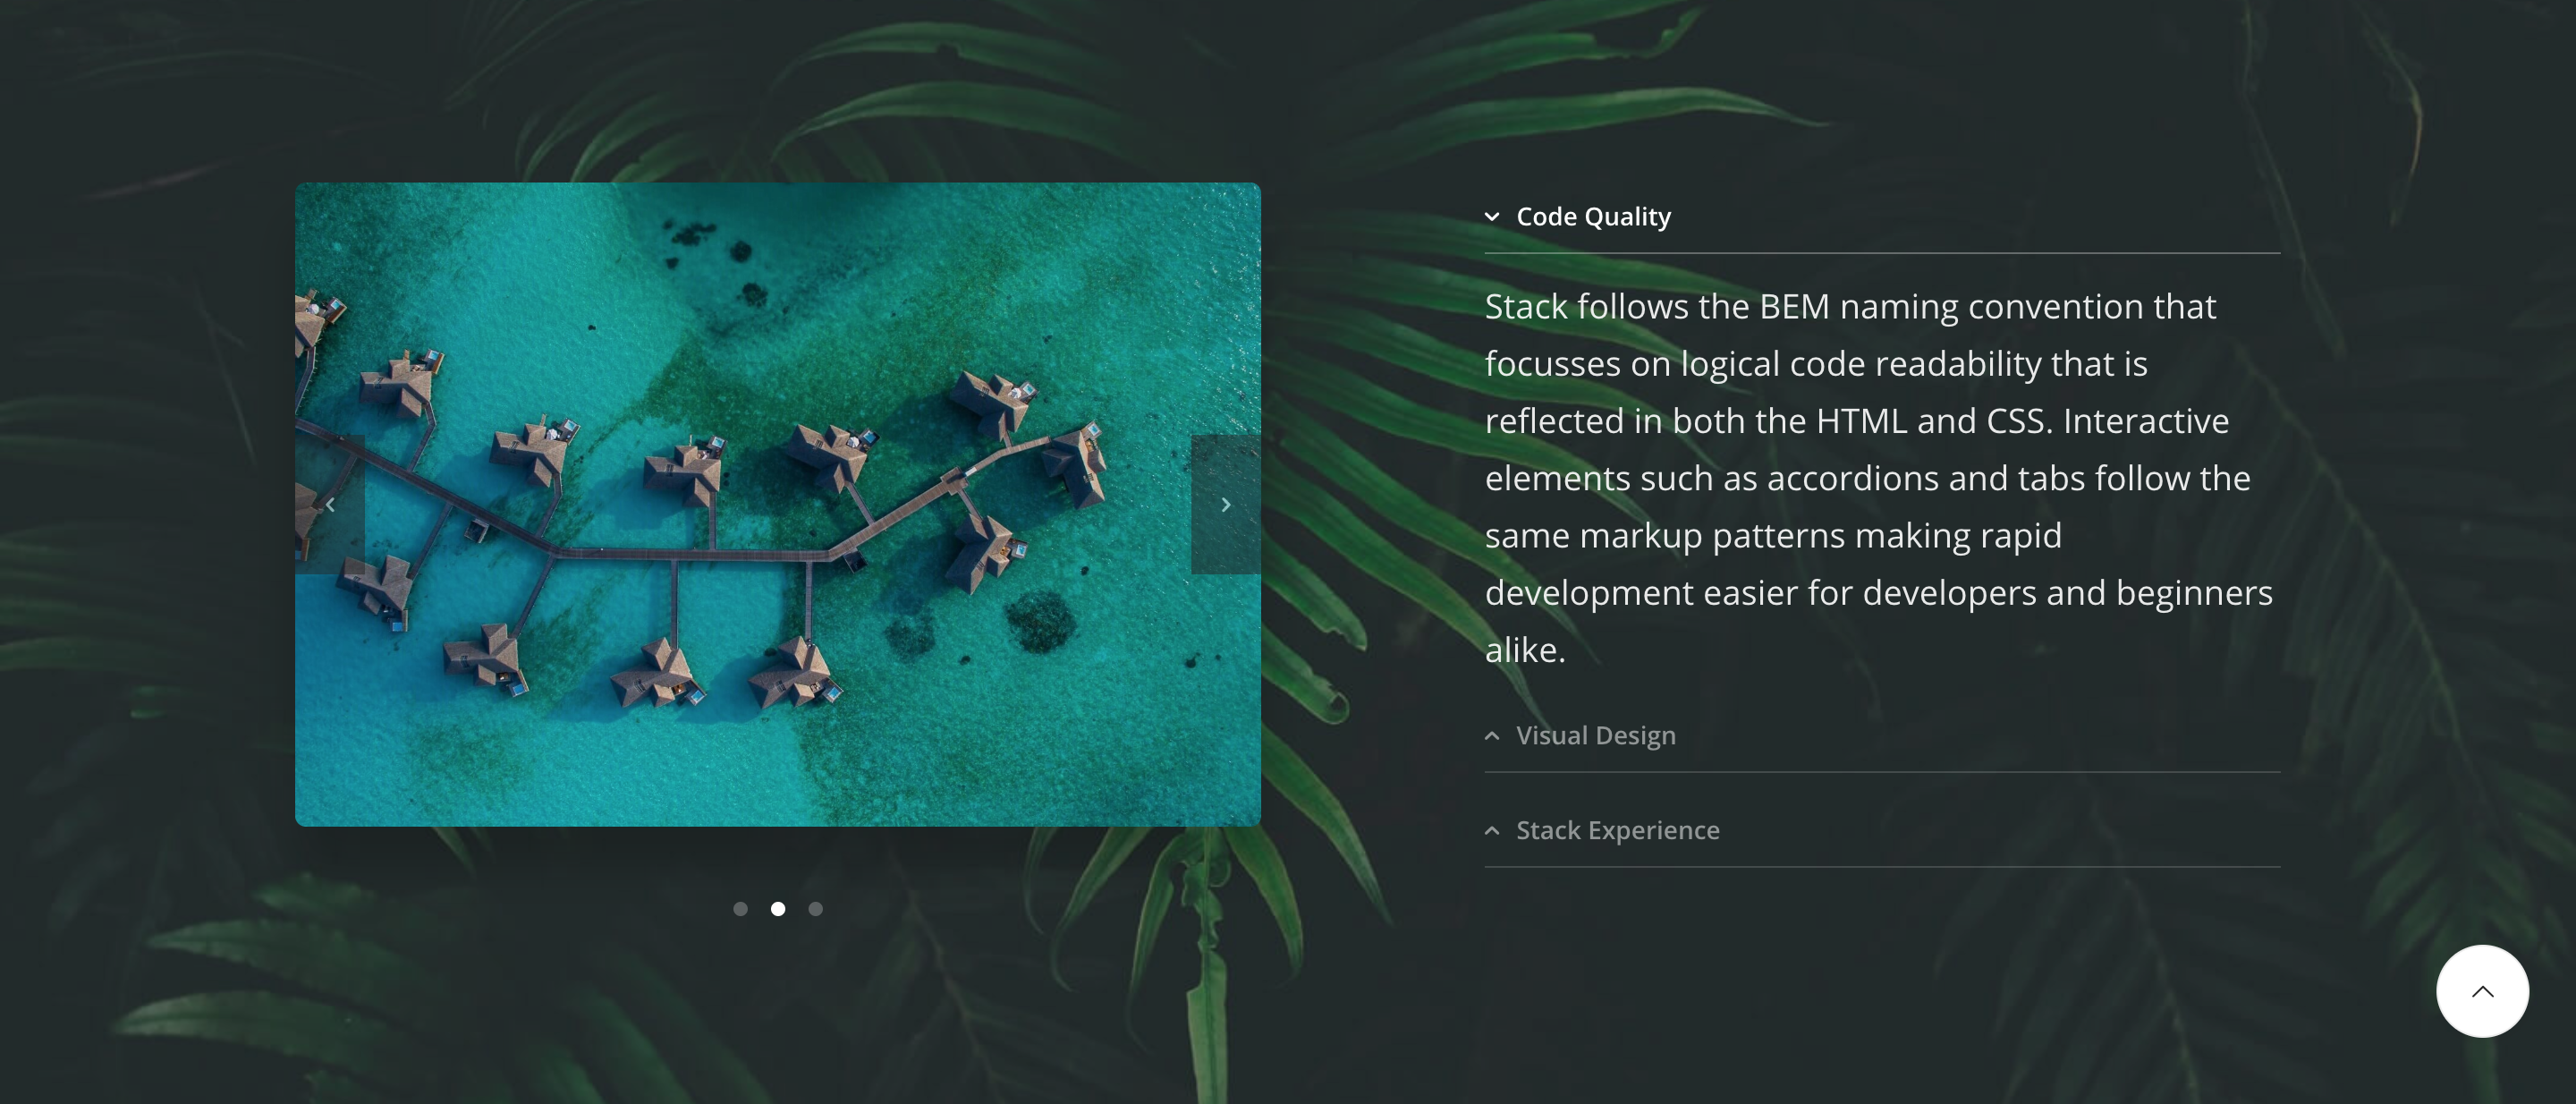 Code Quality
Stack follows the BEM naming convention that
focusses on logical code readability that is
reflected in both the HTML and CSS. Interactive
elements such as accordions and tabs follow the
same markup patterns making rapid
development easier for developers and beginners
alike.
Visual Design
Stack Experience